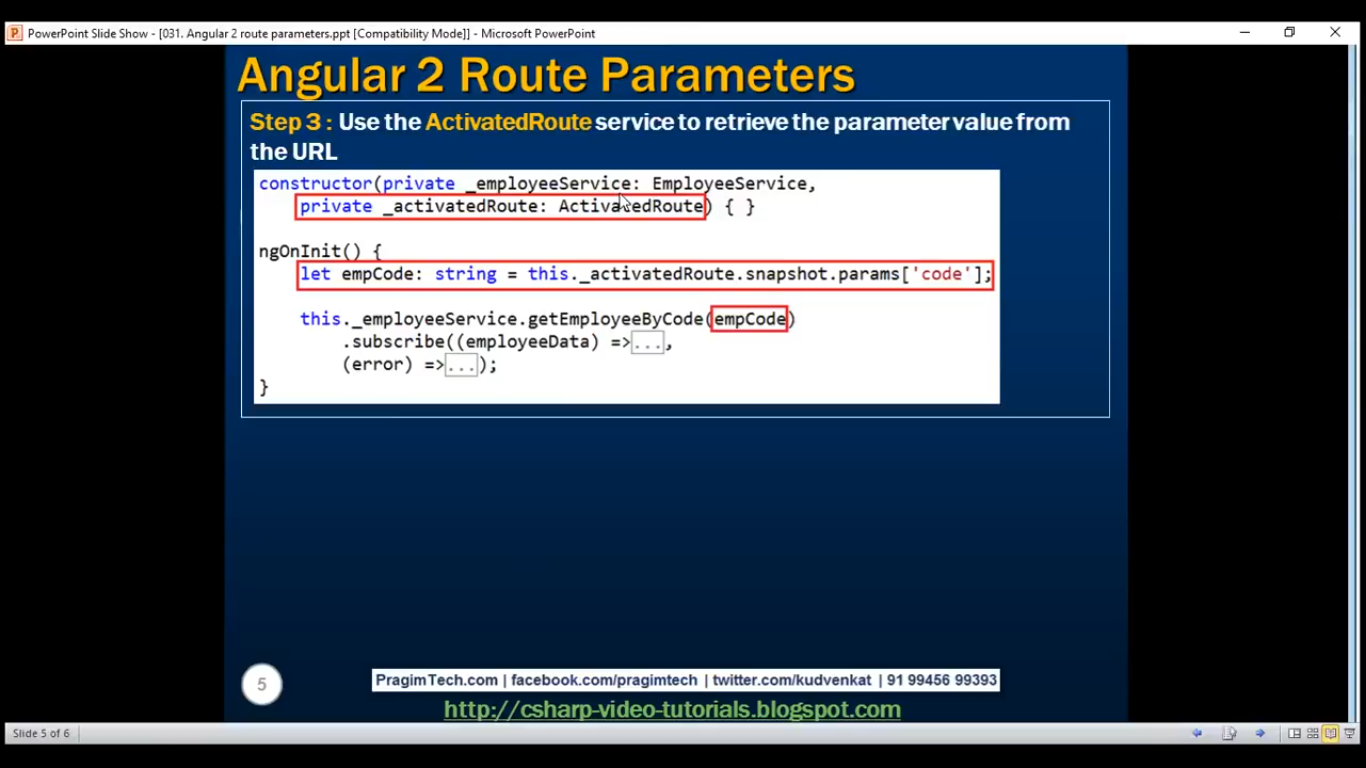 PowerPoint Slide Show - [031. Angular 2 route parameters.ppt [Compatibility Mode]] - Microsoft PowerPoint
Angular 2 Route Parameters
Step 3 : Use the ActivatedRoute service to retrieve the parameter value from
the URL
constructor(private _employeeService: EmployeeService,
private _activatedRoute: ActivatedRoute) { }
ngOnInit() {
let empCode: string = this._activatedRoute.snapshot.params['code'];
this._employeeService.getEmployeeByCode(empCode)
.subscribe((employeeData) =>...,
(error) =>...);
}
5
PragimTech.com | facebook.com/pragimtech | twitter.com/kudvenkat | 91 99456 99393
http://csharp-video-tutorials.blogspot.com
Slide 5 of 6